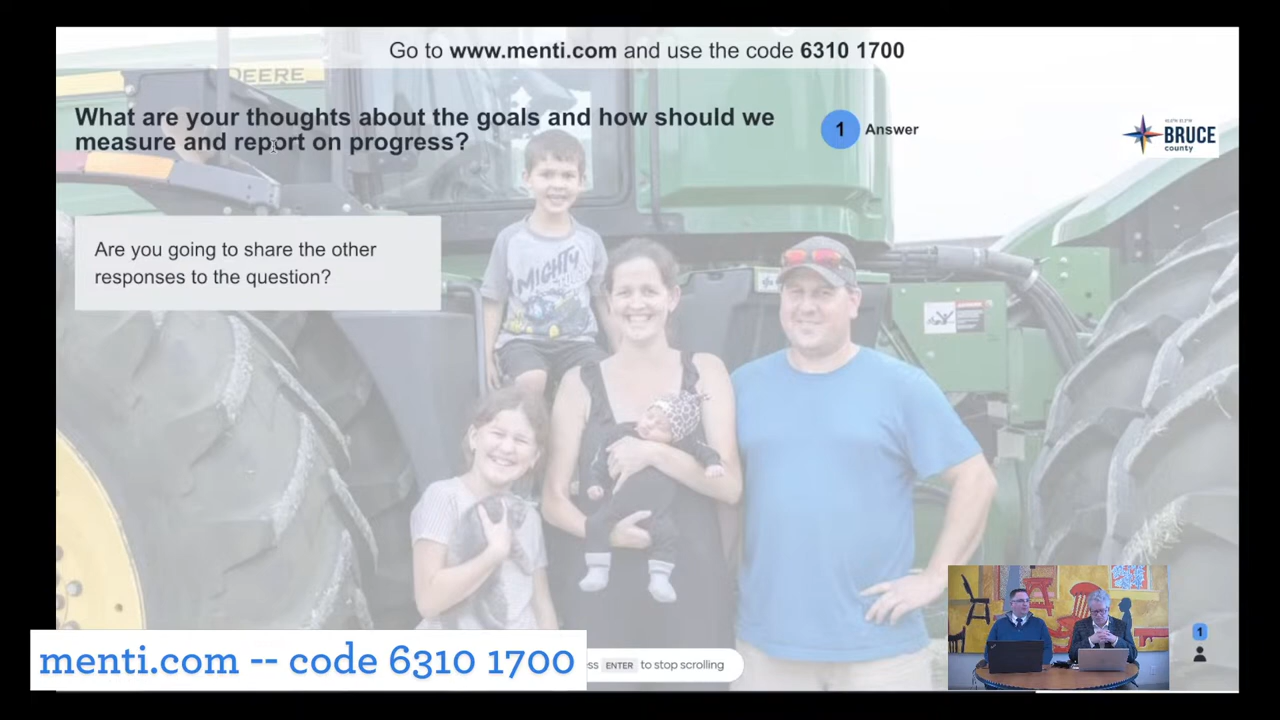 Go to www.menti.com and use the code 6310 1700
DEERE
What are your thoughts about the goals and how should we
measure and report on progress?
1 Answer
BRUCE
county
Are you going to share the other
responses to the question?
MIGHTY
menti.com -- code 6310 1700
ENTER to stop scrolling
1